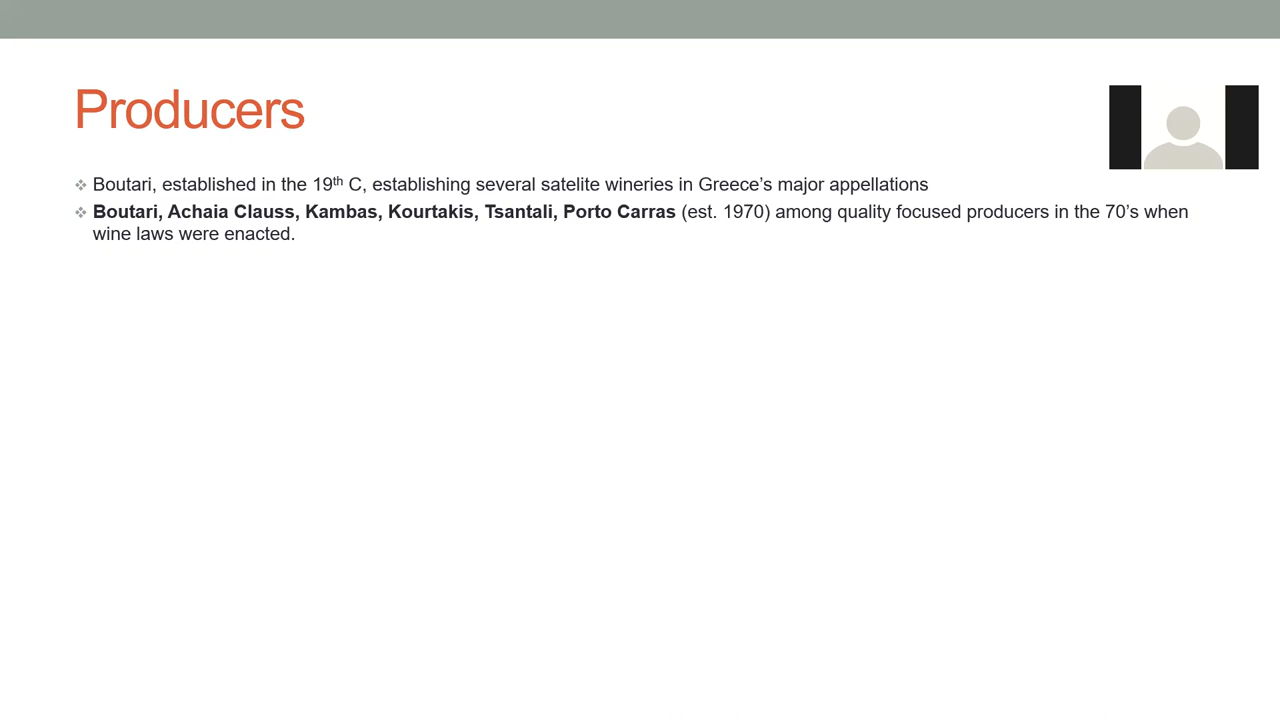 Producers
Boutari, established in the 19th C, establishing several satelite wineries in Greece’s major appellations
Boutari, Achaia Clauss, Kambas, Kourtakis, Tsantali, Porto Carras (est. 1970) among quality focused producers in the 70’s when
wine laws were enacted.